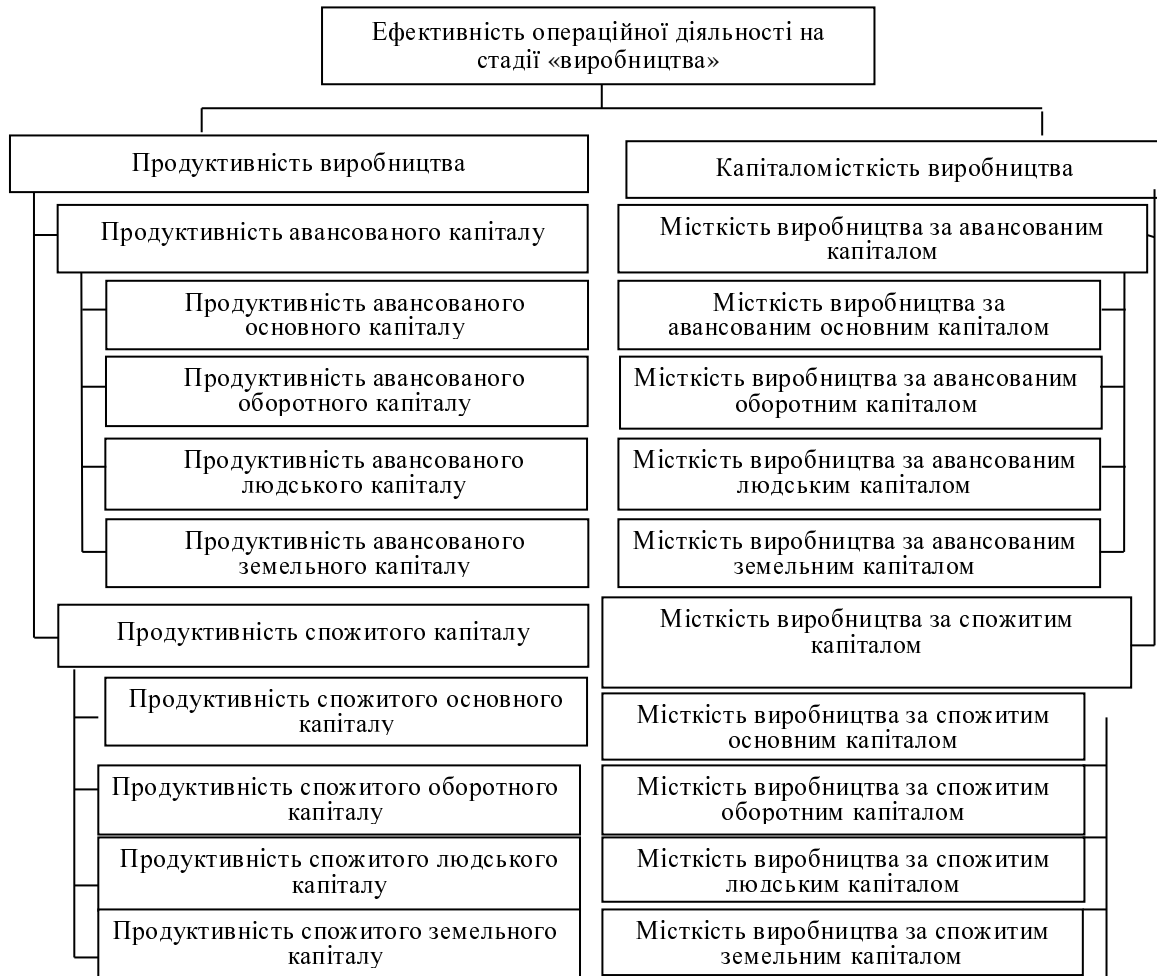 Ефективність операційної діяльності на
стадії «виробництва»
Продуктивність виробництва
Капіталомісткість виробництва
Продуктивність авансованого капіталу
Місткість виробництва за авансованим
капіталом
Продуктивність авансованого
основного капіталу
Місткість виробництва за
авансованим основним капіталом
Продуктивність авансованого
оборотного капіталу
Місткість виробництва за авансованим
оборотним капіталом
Продуктивність авансованого
людського капіталу
Місткість виробництва за авансованим
людським капіталом
Продуктивність авансованого
земельного капіталу
Місткість виробництва за авансованим
земельним капіталом
Продуктивність спожитого капіталу
Місткість виробництва за спожитим
капіталом
Продуктивність спожитого основного
капіталу
Місткість виробництва за спожитим
основним капіталом
Продуктивність спожитого оборотного
капіталу
Місткість виробництва за спожитим
оборотним капіталом
Продуктивність спожитого людського
капіталу
Місткість виробництва за спожитим
людським капіталом
Продуктивність спожитого земельного
капіталу
Місткість виробництва за спожитим
земельним капіталом